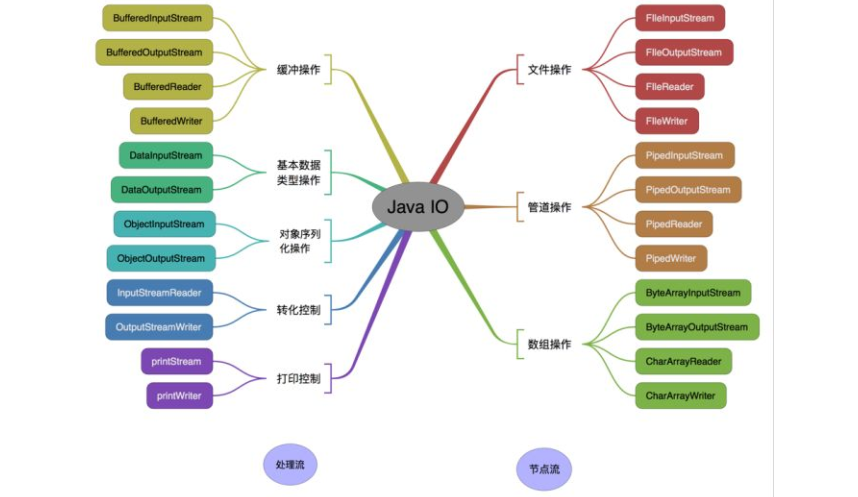 BufferedInputStream
BufferedOutputStream
BufferedReader
BufferedWriter
缓冲操作
DataInputStream
DataOutputStream
基本数据
类型操作
ObjectInputStream
ObjectOutputStream
对象序列
化操作
InputStreamReader
OutputStreamWriter
转化控制
printStream
printWriter
打印控制
处理流
Java IO
文件操作
FIleInputStream
FIleOutputStream
FIleReader
FIleWriter
管道操作
PipedInputStream
PipedOutputStream
PipedReader
PipedWriter
数组操作
ByteArrayInputStream
ByteArrayOutputStream
CharArrayReader
CharArrayWriter
节点流